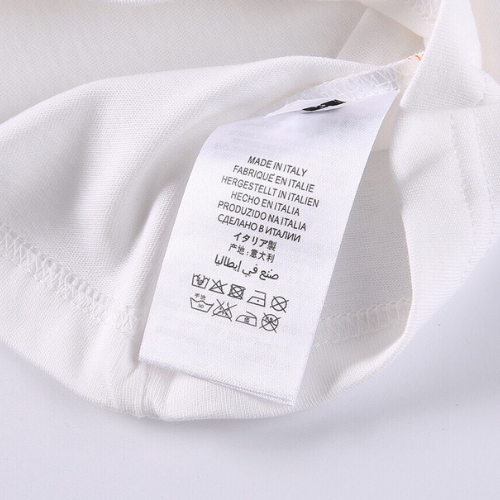 MADE IN ITALY
FABRIQUÉ EN ITALIE
HERGESTELLT IN ITALIEN
HECHO EN ITALIA
PRODUZIDO NA ITALIA
СДЕЛАНО В ИТАЛИИ
イタリア製
产地:意大利
صنع في إيطاليا